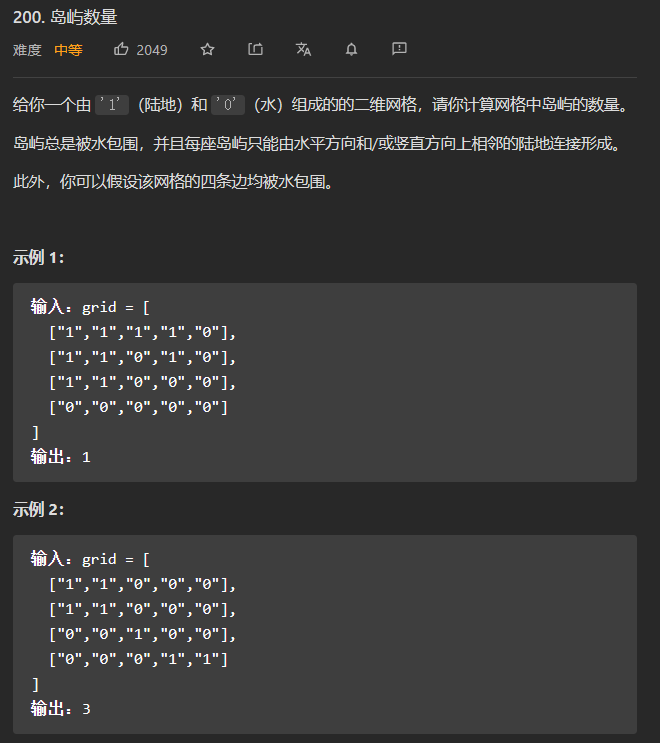 200. 岛屿数量
难度 中等 2049
给你一个由 '1' （陆地）和 '0' （水）组成的的二维网格，请你计算网格中岛屿的数量。
岛屿总是被水包围，并且每座岛屿只能由水平方向和/或竖直方向上相邻的陆地连接形成。
此外，你可以假设该网格的四条边均被水包围。
示例 1：
输入：grid = [
["1","1","1","1","0"],
["1","1","0","1","0"],
["1","1","0","0","0"],
["0","0","0","0","0"]
]
输出：1
示例 2：
输入：grid = [
["1","1","0","0","0"],
["1","1","0","0","0"],
["0","0","1","0","0"],
["0","0","0","1","1"]
]
输出：3